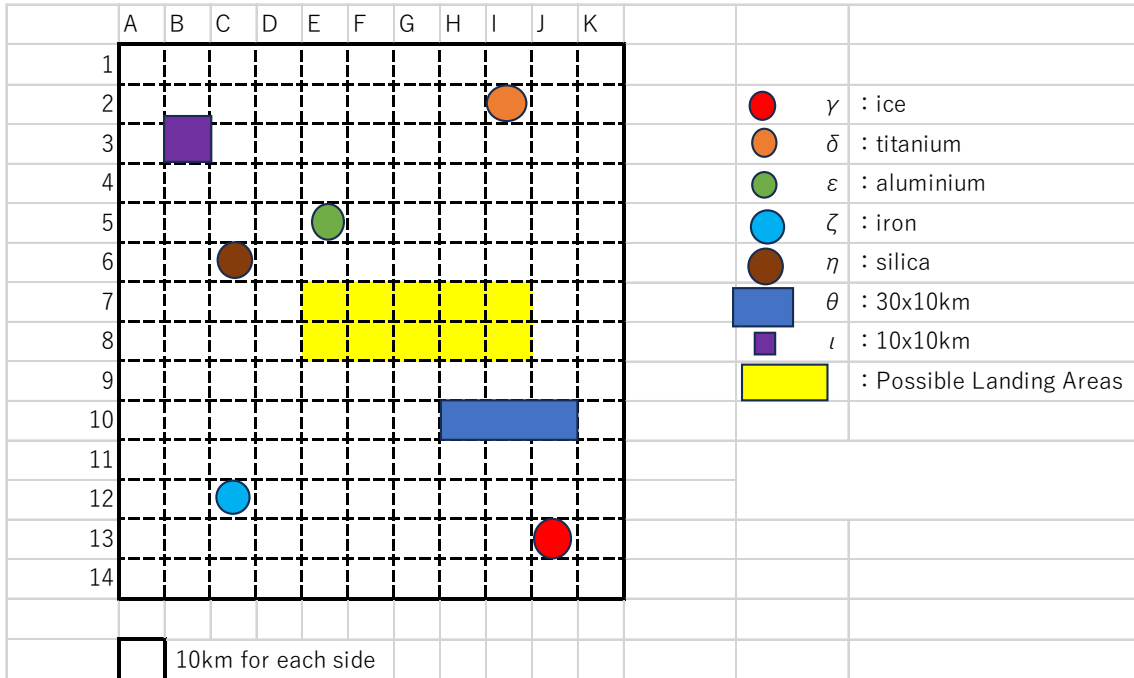 A B C D E F G H I J K
1
2
γ : ice
3
δ : titanium
4
ε : aluminium
5
ζ : iron
6
η : silica
7
θ : 30x10km
8
ι : 10x10km
9
: Possible Landing Areas
10
11
12
13
14
10km for each side